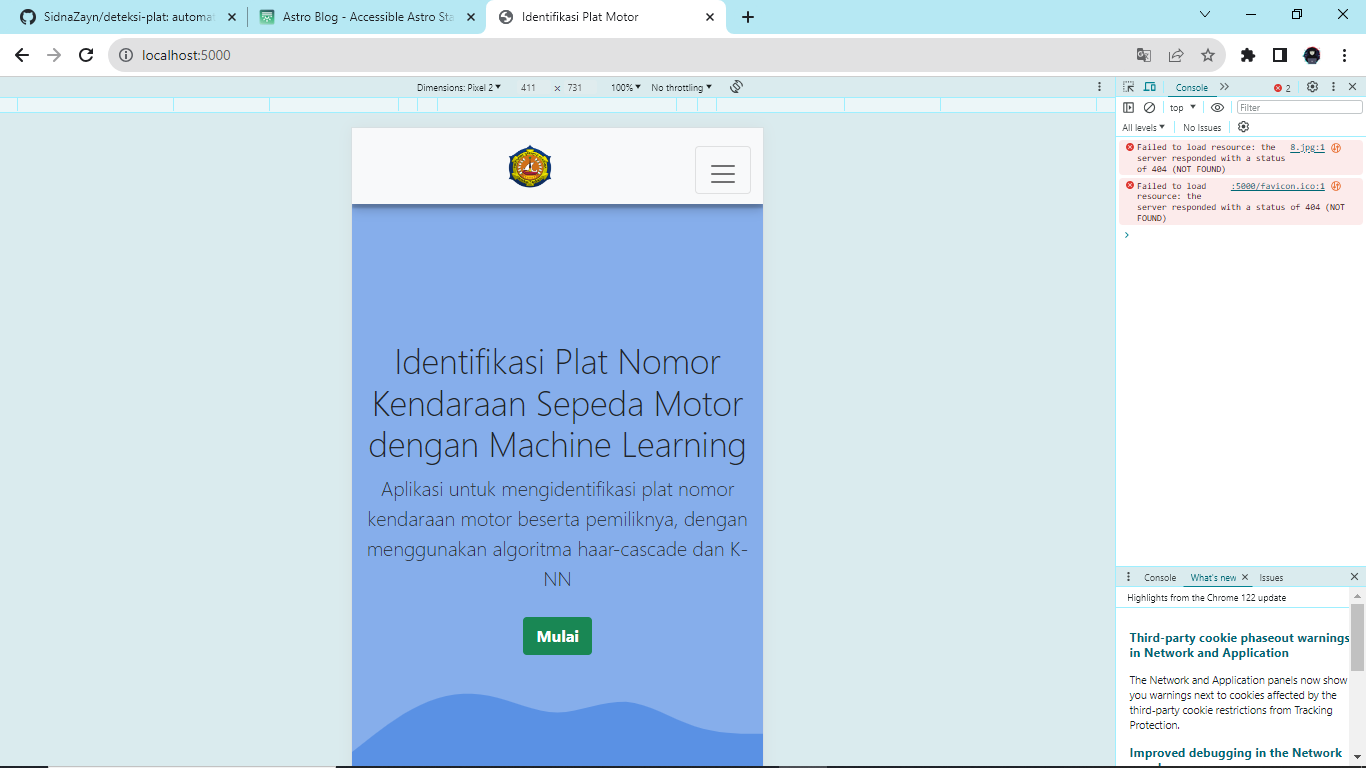 SidnaZayn/deteksi-plat: automat
Astro Blog - Accessible Astro Sta
Identifikasi Plat Motor
localhost:5000
Dimensions: Pixel 2
411
×
731
100%
No throttling
Console
2
top
Filter
All levels
No Issues
Failed to load resource: the 8.jpg:1
server responded with a status
of 404 (NOT FOUND)
Failed to load :5000/favicon.ico:1
resource: the
server responded with a status of 404 (NOT
FOUND)
Identifikasi Plat Nomor
Kendaraan Sepeda Motor
dengan Machine Learning
Aplikasi untuk mengidentifikasi plat nomor
kendaraan motor beserta pemiliknya, dengan
menggunakan algoritma haar-cascade dan K-
NN
Mulai
Console
What's new
Issues
Highlights from the Chrome 122 update
Third-party cookie phaseout warnings
in Network and Application
The Network and Application panels now show
you warnings next to cookies affected by the
third-party cookie restrictions from Tracking
Protection.
Improved debugging in the Network